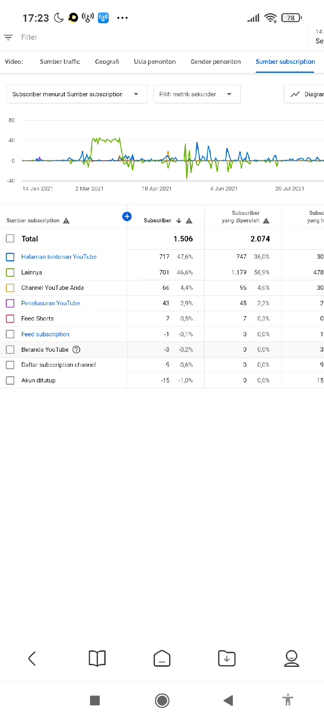 17:23 78
Filter
14
Se
Video: Sumber traffic Geografi Usia penonton Gender penonton Sumber subscription
Subscriber menurut Sumber subscription Pilih metrik sekunder Diagram
80
40
0
-40
14 Jan 2021 2 Mar 2021 18 Apr 2021 4 Jun 2021 20 Jul 2021
Sumber subscription Subscriber Subscriber yang diperoleh
Total 1.506 2.074
Halaman tontonan YouTube 717 47,6% 747 36,0% 30
Lainnya 701 46,6% 1.179 56,9% 478
Channel YouTube Anda 66 4,4% 96 4,6% 30
Penelusuran YouTube 43 2,9% 45 2,2% 2
Feed Shorts 7 0,5% 7 0,3% 0
Feed subscription -1 -0,1% 0 0,0% 1
Beranda YouTube -3 -0,2% 0 0,0% 3
Daftar subscription channel -9 0,6% 0 0,0% 9
Akun ditutup -15 -1,0% 0 0,0% 15